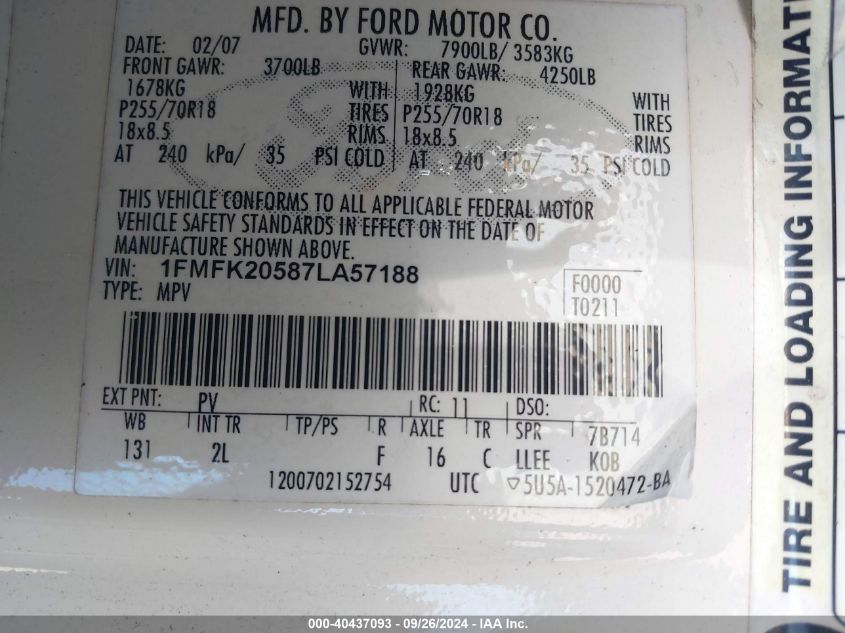 MFD. BY FORD MOTOR CO.
DATE: 02/07 GVWR: 7900LB/ 3583KG
FRONT GAWR: 3700LB REAR GAWR: 4250LB
1678KG WITH 1928KG WITH
P255/70R18 TIRES P255/70R18 TIRES
18x8.5 RIMS 18x8.5 RIMS
AT 240 kPa/ 35 PSI COLD AT 240 kPa/ 35 PSI COLD
THIS VEHICLE CONFORMS TO ALL APPLICABLE FEDERAL MOTOR
VEHICLE SAFETY STANDARDS IN EFFECT ON THE DATE OF
MANUFACTURE SHOWN ABOVE.
VIN: 1FMFK20587LA57188
TYPE: MPV
F0000
T0211
EXT PNT: PV RC: 11 DSO:
WB INT TR TP/PS R AXLE TR SPR 7B714
131 2L F 16 C LLEE KOB
1200702152754 UTC ▽5U5A-1520472-BA
TIRE AND LOADING INFORMATI
000-40437093 - 09/26/2024 - IAA Inc.